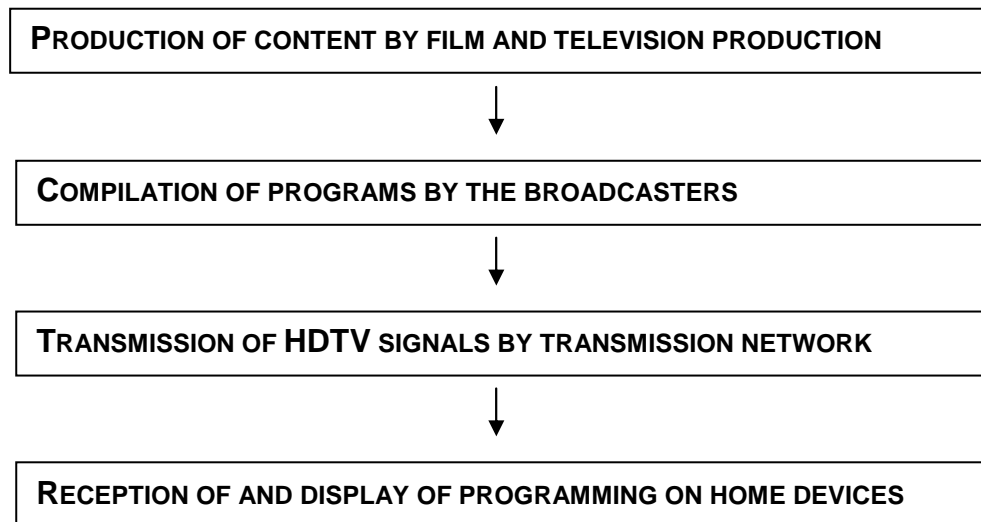 PRODUCTION OF CONTENT BY FILM AND TELEVISION PRODUCTION
COMPILATION OF PROGRAMS BY THE BROADCASTERS
TRANSMISSION OF HDTV SIGNALS BY TRANSMISSION NETWORK
RECEPTION OF AND DISPLAY OF PROGRAMMING ON HOME DEVICES